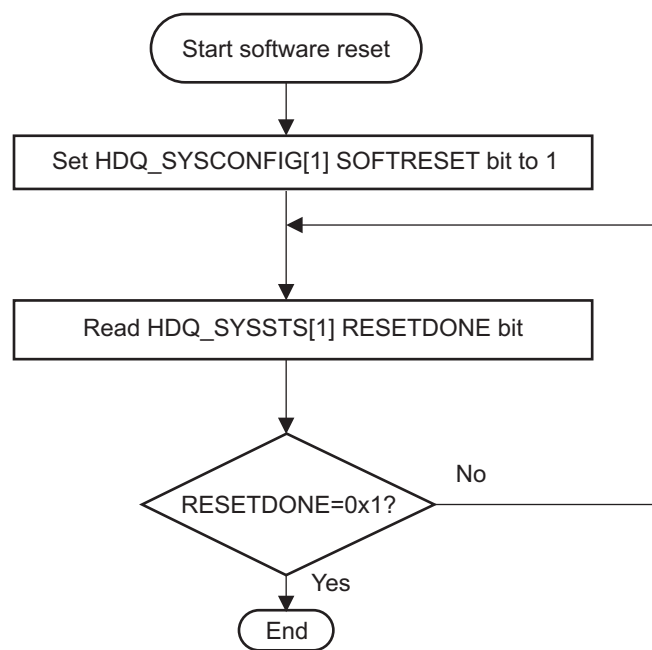 Start software reset
Set HDQ_SYSCONFIG[1] SOFTRESET bit to 1
Read HDQ_SYSSTS[1] RESETDONE bit
RESETDONE=0x1?
No
Yes
End